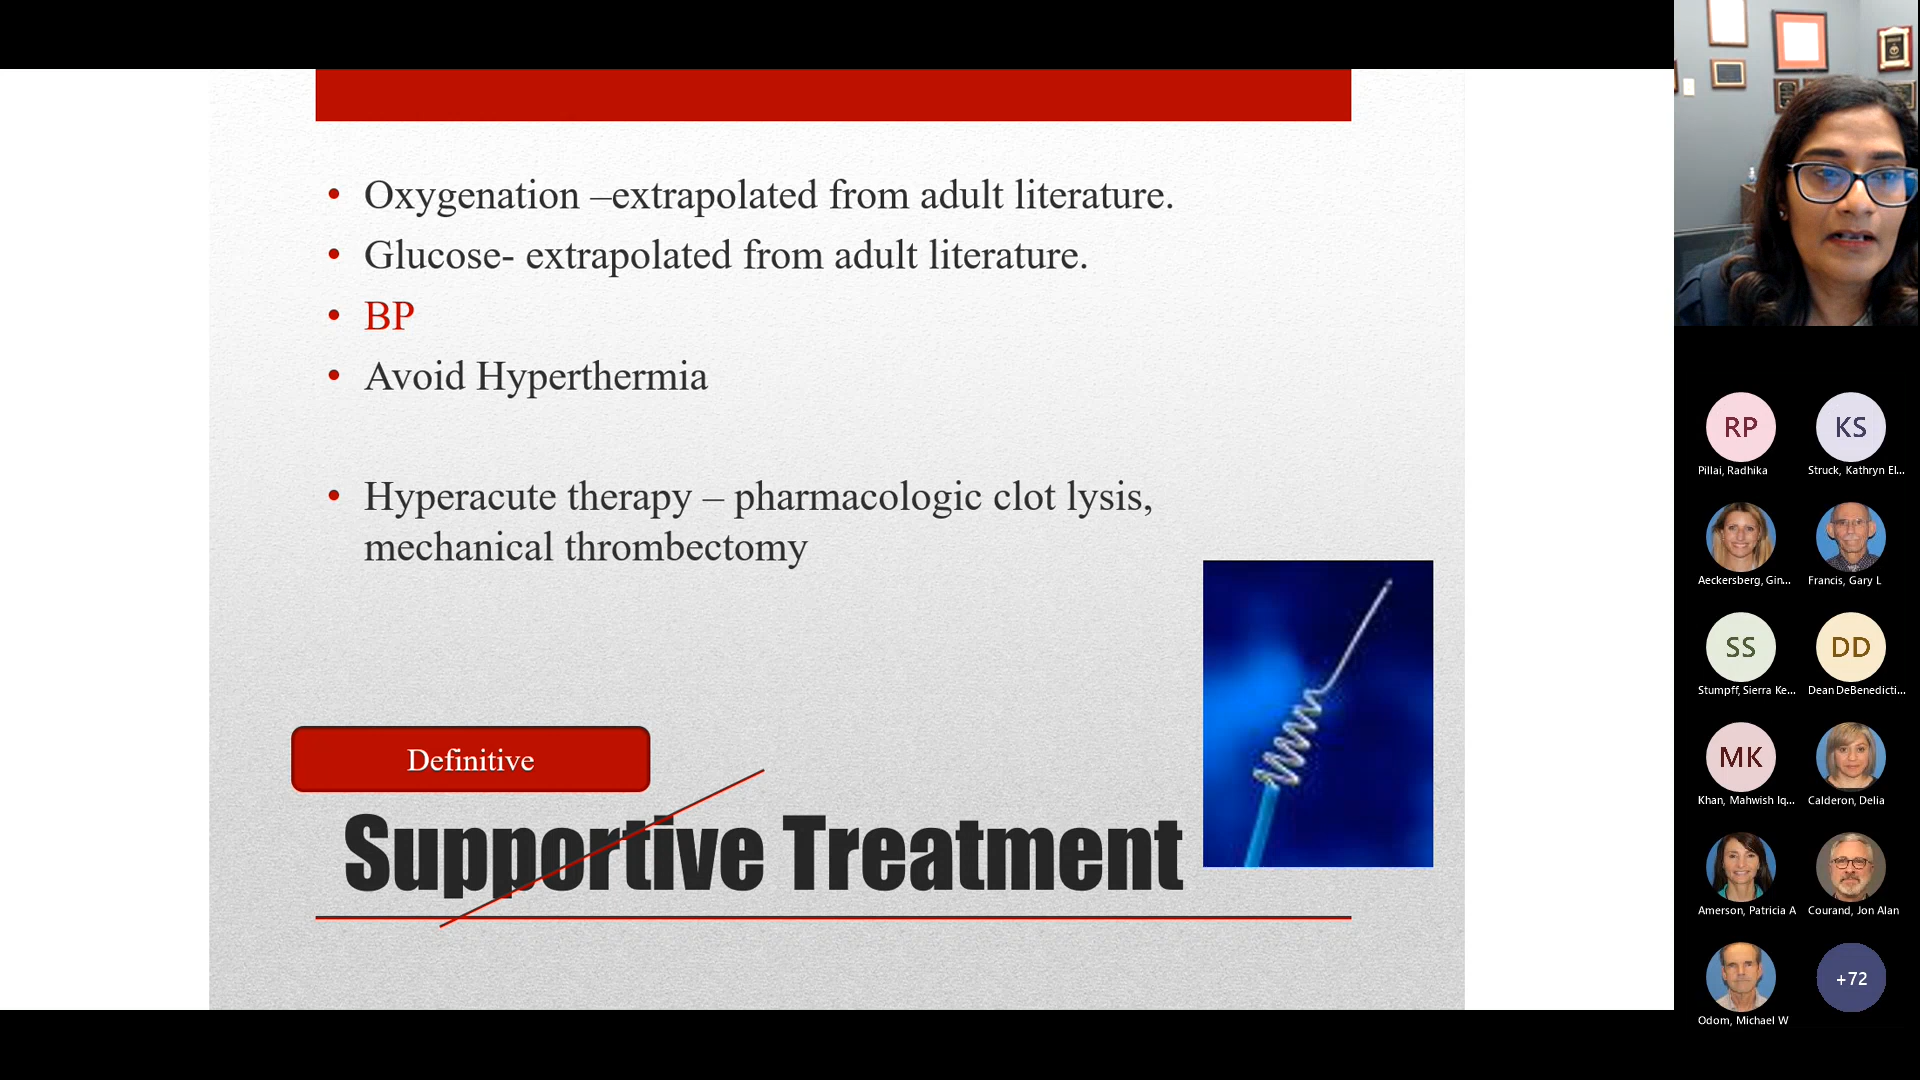 • Oxygenation –extrapolated from adult literature.
• Glucose- extrapolated from adult literature.
• BP
• Avoid Hyperthermia
• Hyperacute therapy – pharmacologic clot lysis,
mechanical thrombectomy
Definitive
Supportive Treatment
RP
KS
Pillai, Radhika
Struck, Kathryn El...
Aeckersberg, Gin...
Francis, Gary L
SS
DD
Stumpff, Sierra Ke...
Dean DeBenedicti...
MK
Khan, Mahwish Iq...
Calderon, Delia
Amerson, Patricia A
Courand, Jon Alan
+72
Odom, Michael W